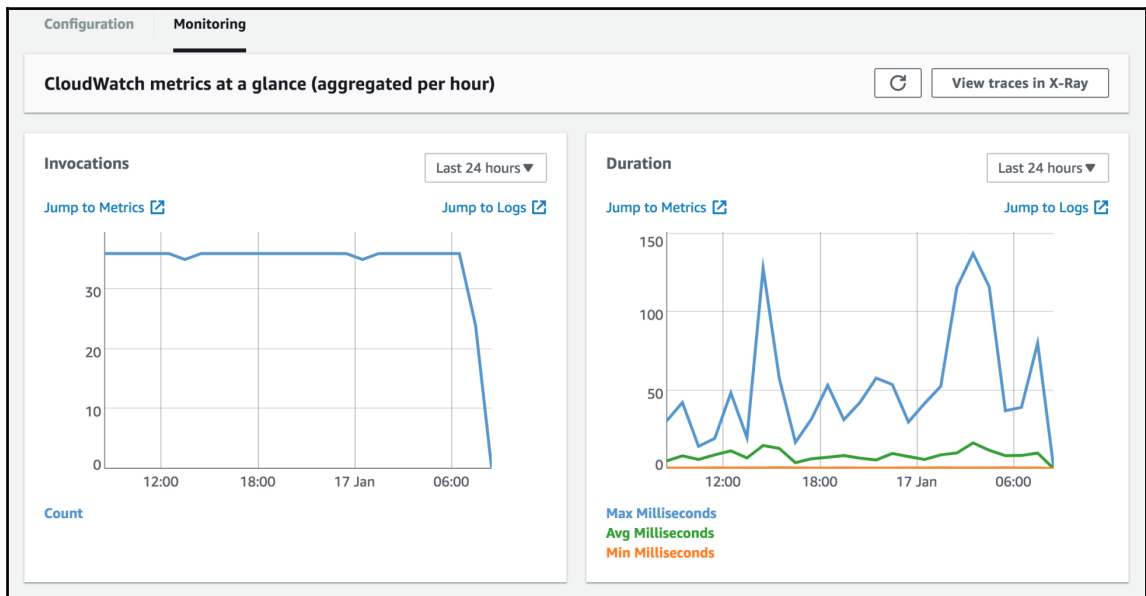 Configuration
Monitoring
CloudWatch metrics at a glance (aggregated per hour)
View traces in X-Ray
Invocations
Last 24 hours▼
Jump to Metrics
Jump to Logs
30
20
10
0
12:00
18:00
17 Jan
06:00
Count
Duration
Last 24 hours▼
Jump to Metrics
Jump to Logs
150
100
50
0
12:00
18:00
17 Jan
06:00
Max Milliseconds
Avg Milliseconds
Min Milliseconds